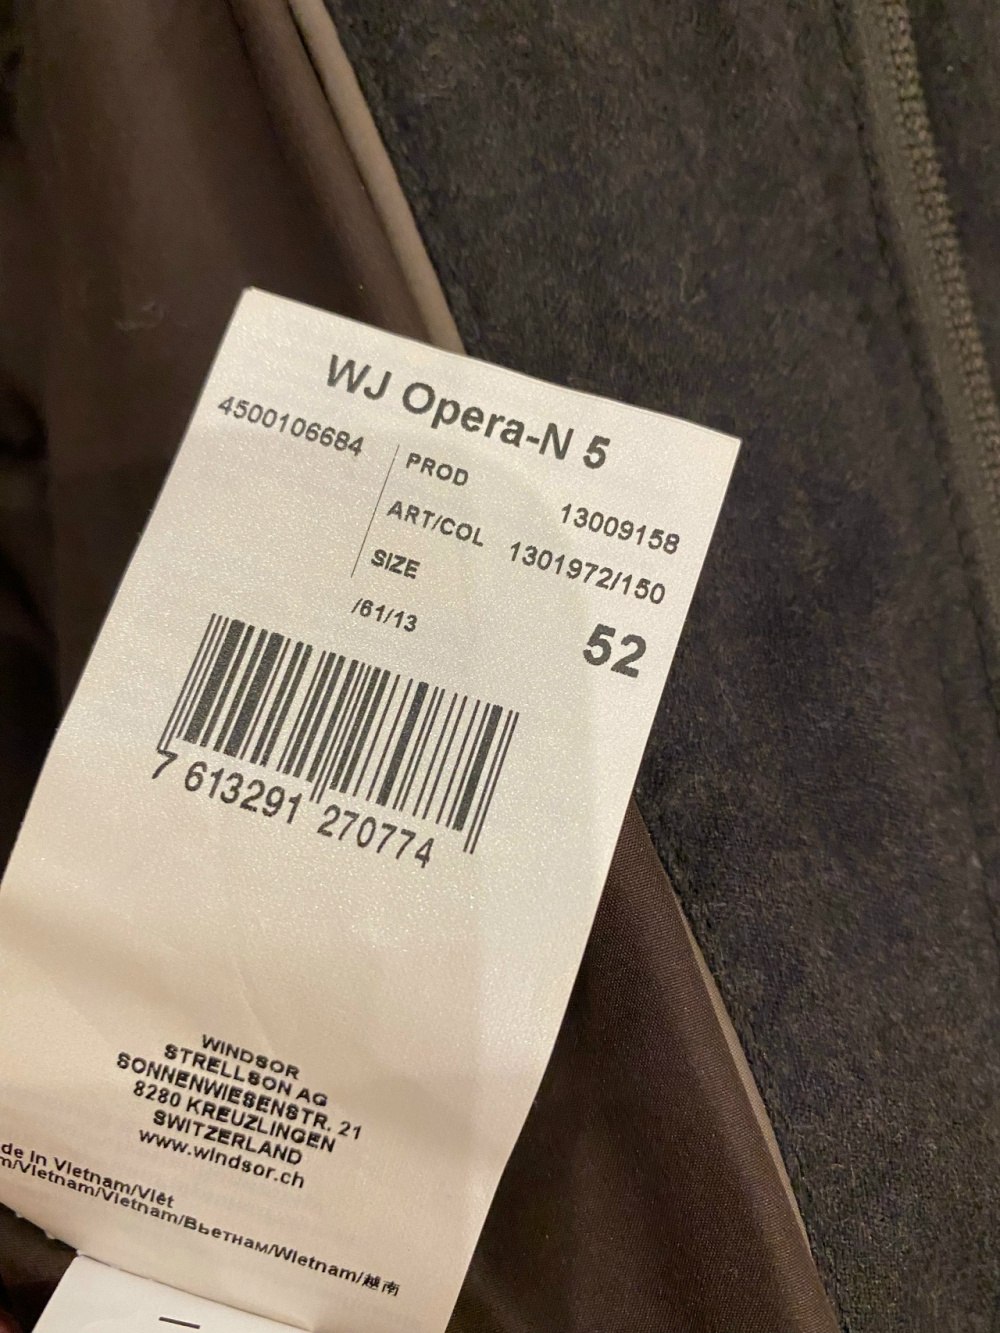 WJ Opera-N 5
4500106684
PROD 13009158
ART/COL 1301972/150
SIZE 52
/61/13
7 613291 270774
WINDSOR
STRELLSON AG
SONNENWIESENSTR. 21
8280 KREUZLINGEN
SWITZERLAND
www.windsor.ch
de in Vietnam/Việt
m/Vietnam/Vietnam/Вьетнам/Wietnam/越南